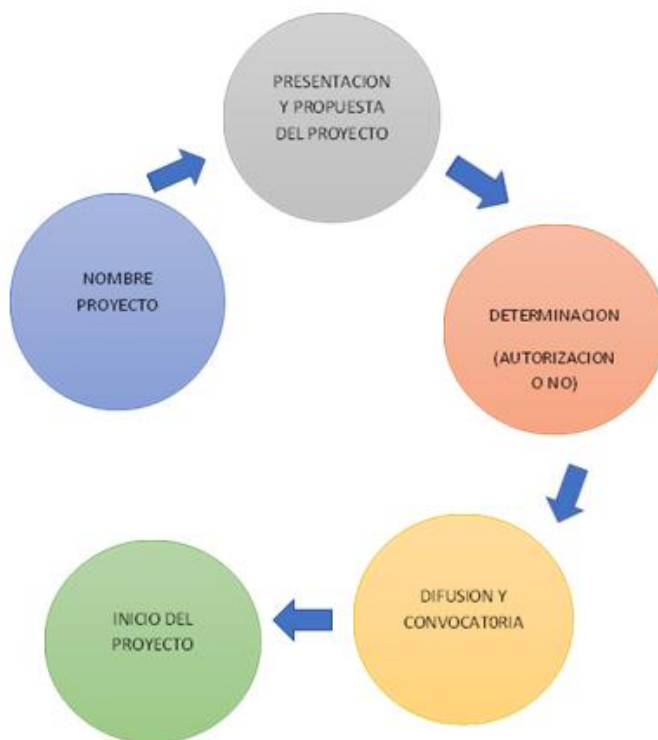 PRESENTACION
Y PROPUESTA
DEL PROYECTO
NOMBRE
PROYECTO
DETERMINACION
(AUTORIZACION
O NO)
DIFUSION Y
CONVOCATORIA
INICIO DEL
PROYECTO